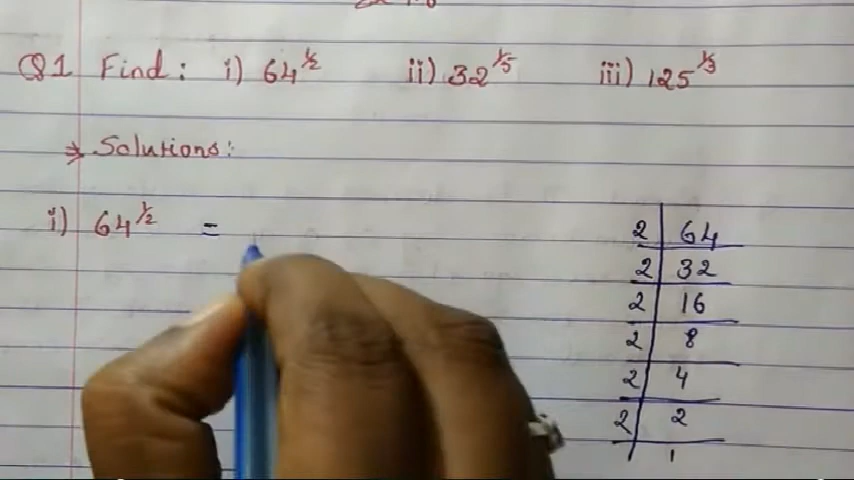 Q1 Find: i) 64^1/2 ii) 32^1/5 iii) 125^1/3
⇒ Solutions:
i) 64^1/2 =
2 | 64
2 | 32
2 | 16
2 | 8
2 | 4
2 | 2
| 1